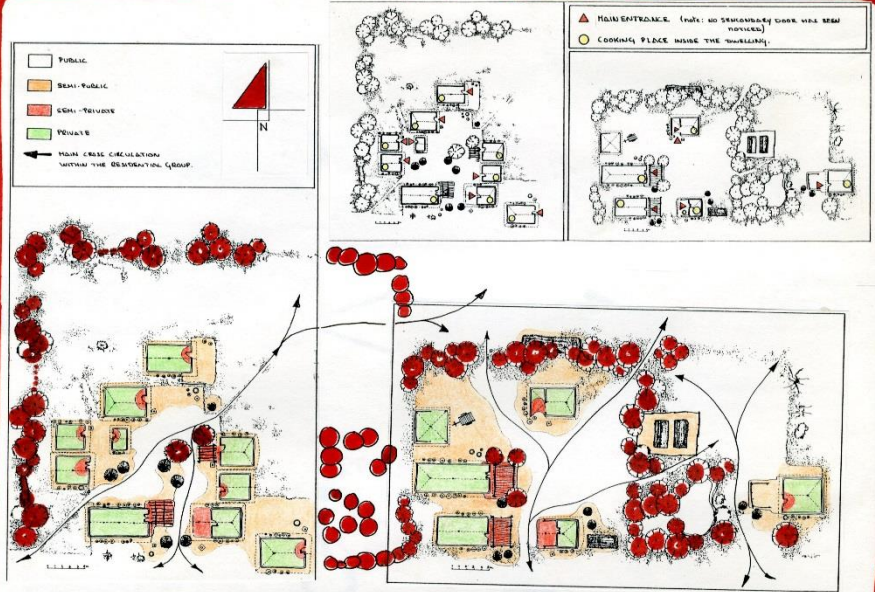 PUBLIC
SEMI-PUBLIC
SEMI-PRIVATE
PRIVATE
MAIN CROSS CIRCULATION
WITHIN THE RESIDENTIAL GROUP.
N
MAIN ENTRANCE (NOTE: NO SENCONDARY DOOR HAS BEEN
NOTICED)
COOKING PLACE INSIDE THE DWELLING.